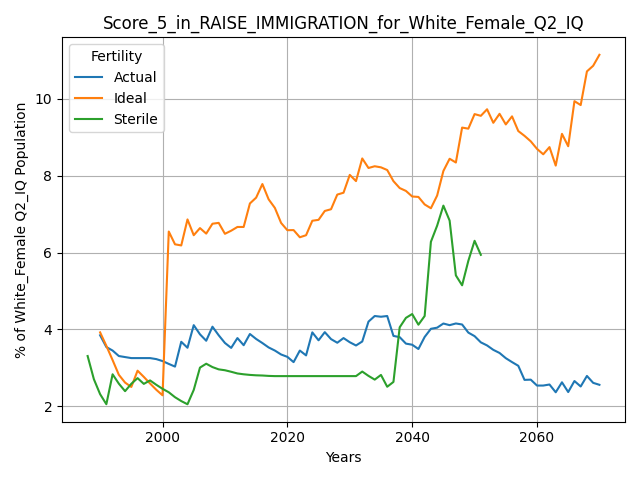 Score_5_in_RAISE_IMMIGRATION_for_White_Female_Q2_IQ
Fertility
Actual
Ideal
Sterile
% of White_Female Q2_IQ Population
10
8
6
4
2
2000
2020
2040
2060
Years